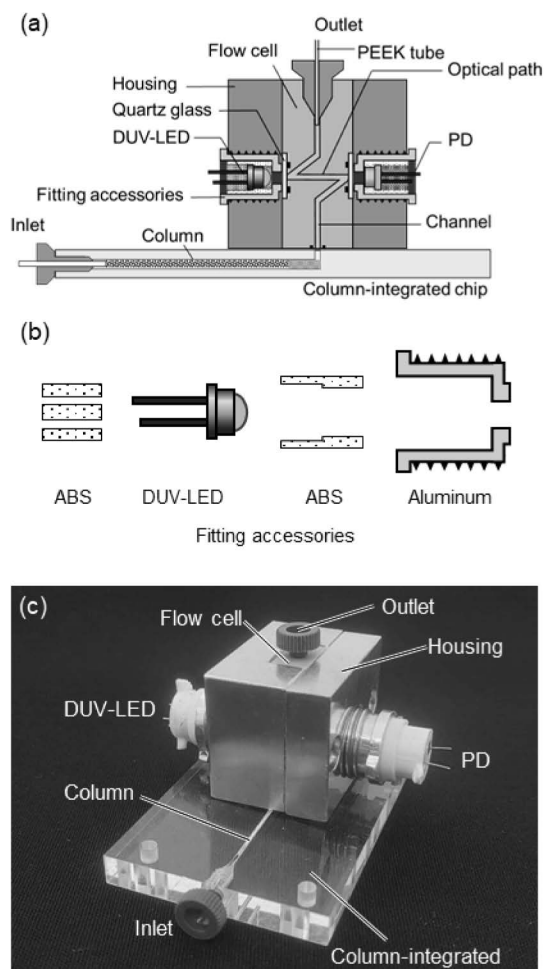 (a)
Outlet
Flow cell
PEEK tube
Optical path
Housing
Quartz glass
DUV-LED
PD
Fitting accessories
Channel
Inlet
Column
Column-integrated chip
(b)
ABS
DUV-LED
ABS
Aluminum
Fitting accessories
(c)
Outlet
Flow cell
Housing
DUV-LED
PD
Column
Inlet
Column-integrated